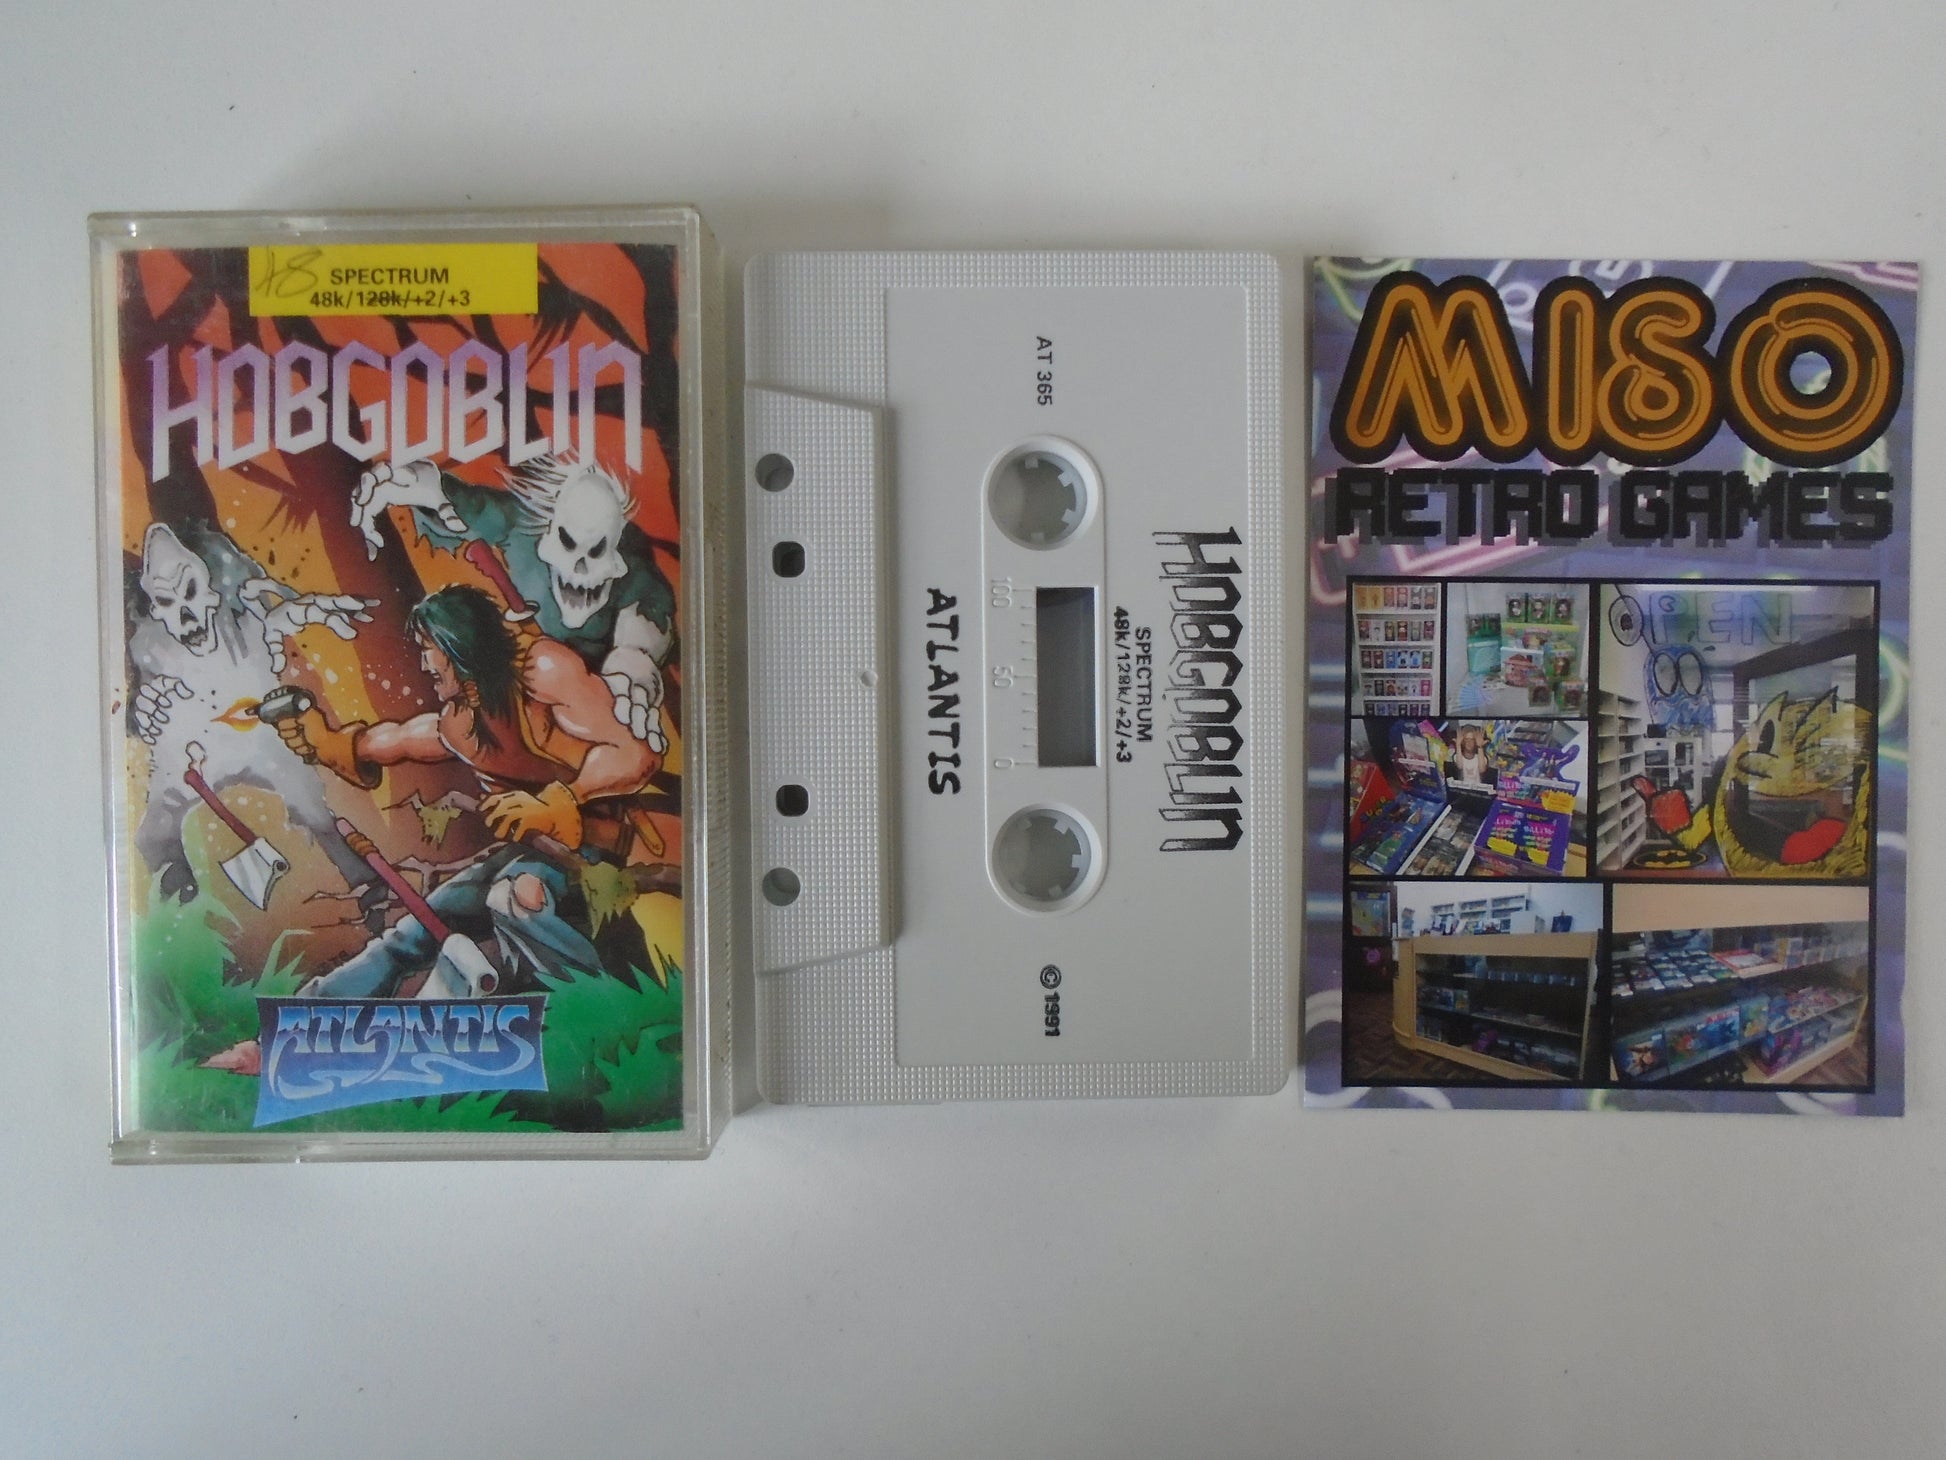 48 SPECTRUM
48k/128k/+2/+3
HOBGOBLIN
ATLANTIS
AT 365
HOBGOBLIN
SPECTRUM
48k/128k/+2/+3
100 50 0
ATLANTIS
© 1991
MISO
RETRO GAMES
OPEN